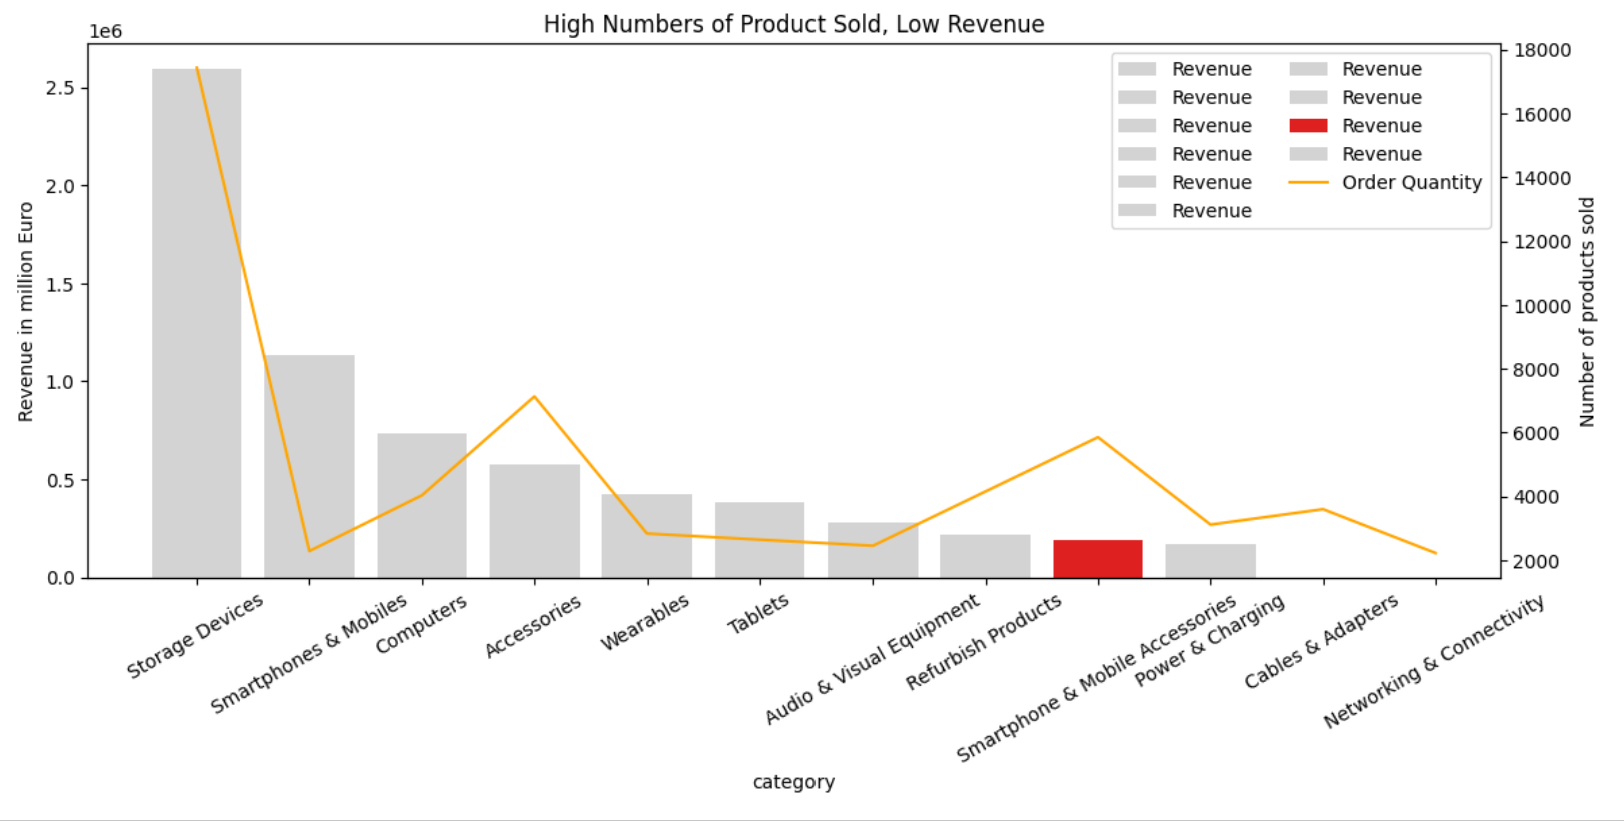 High Numbers of Product Sold, Low Revenue
1e6
2.5
2.0
1.5
1.0
0.5
0.0
Revenue in million Euro
Revenue
Revenue
Revenue
Revenue
Revenue
Revenue
Revenue
Revenue
Revenue
Revenue
Order Quantity
18000
16000
14000
12000
10000
8000
6000
4000
2000
Number of products sold
Storage Devices
Smartphones & Mobiles
Computers
Accessories
Wearables
Tablets
Audio & Visual Equipment
Refurbish Products
Smartphone & Mobile Accessories
Power & Charging
Cables & Adapters
Networking & Connectivity
category